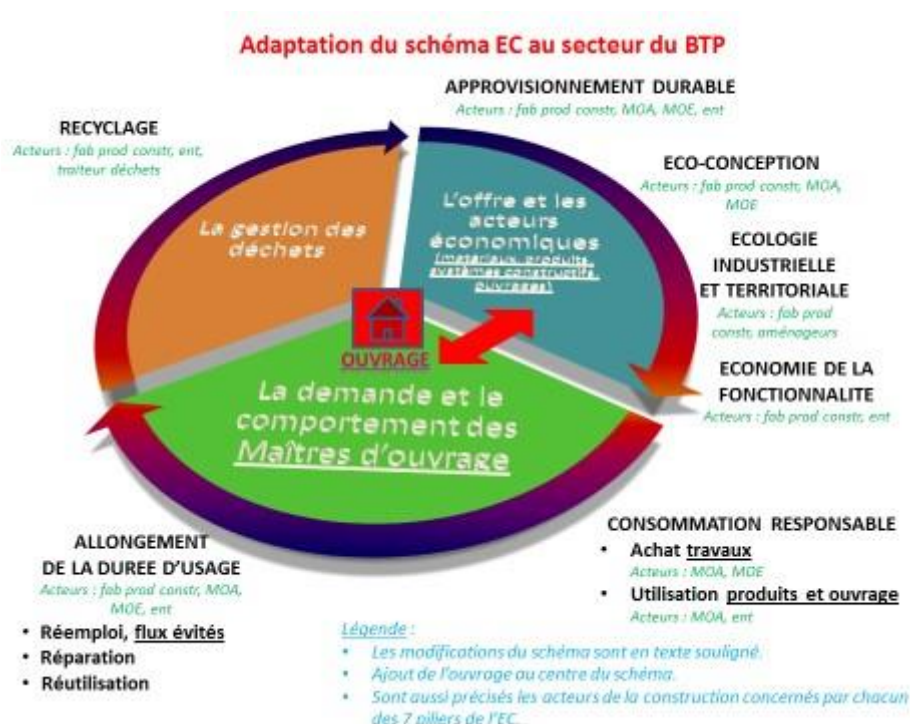 Adaptation du schéma EC au secteur du BTP
APPROVISIONNEMENT DURABLE
Acteurs : fab prod constr, MOA, MOE, ent
RECYCLAGE
Acteurs : fab prod constr, ent,
traiteur déchets
ECO-CONCEPTION
Acteurs : fab prod constr, MOA,
MOE
L'offre et les
acteurs
économiques
(matériaux, produits,
systèmes constructifs,
ouvrages)
La gestion des
déchets
ECOLOGIE
INDUSTRIELLE
ET TERRITORIALE
Acteurs : fab prod
constr, aménageurs
OUVRAGE
ECONOMIE DE LA
FONCTIONNALITE
Acteurs : fab prod constr, ent
La demande et le
comportement des
Maîtres d'ouvrage
CONSOMMATION RESPONSABLE
• Achat travaux
Acteurs : MOA, MOE
• Utilisation produits et ouvrage
Acteurs : MOA, ent
ALLONGEMENT
DE LA DUREE D'USAGE
Acteurs : fab prod constr, MOA,
MOE, ent
• Réemploi, flux évités
• Réparation
• Réutilisation
Légende :
• Les modifications du schéma sont en texte souligné.
• Ajout de l'ouvrage au centre du schéma.
• Sont aussi précisés les acteurs de la construction concernés par chacun
des 7 piliers de l'EC.